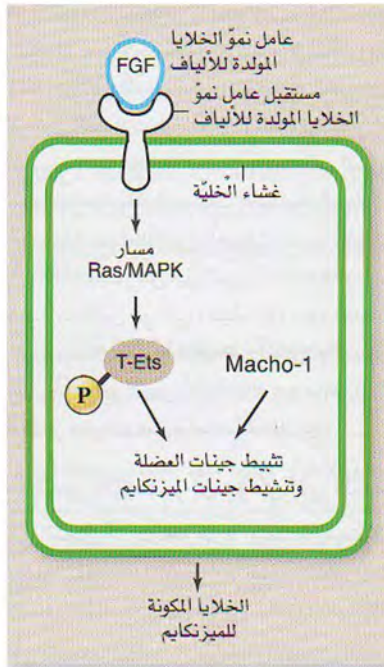 عامل نموّ الخلايا
المولدة للألياف
FGF
مستقبل عامل نموّ
الخلايا المولدة للألياف
غشاء الخليّة
مسار
Ras/MAPK
T-Ets
P
Macho-1
تثبيط جينات العضلة
وتنشيط جينات الميزنكايم
الخلايا المكونة
للميزنكايم